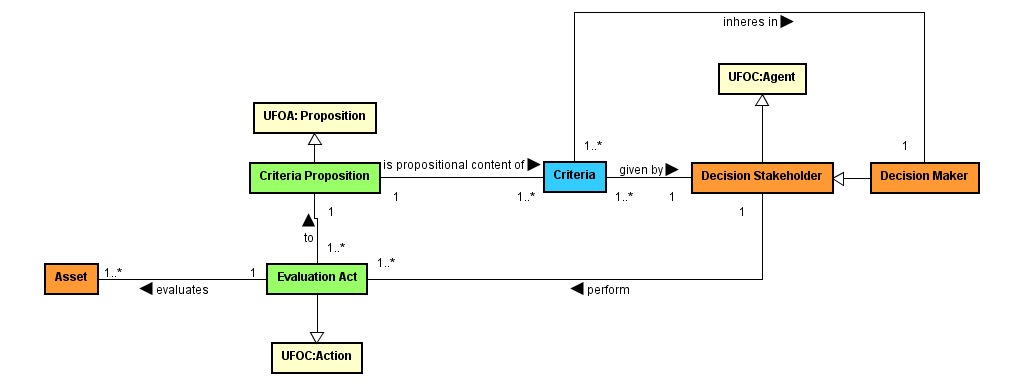 inheres in
UFOC:Agent
UFOA: Proposition
1..*
1
Criteria Proposition
is propositional content of
Criteria
given by
Decision Stakeholder
Decision Maker
1
1..*
1..*
1
1
1
to
1..*
1..*
Asset
1..*
1
Evaluation Act
evaluates
perform
UFOC:Action